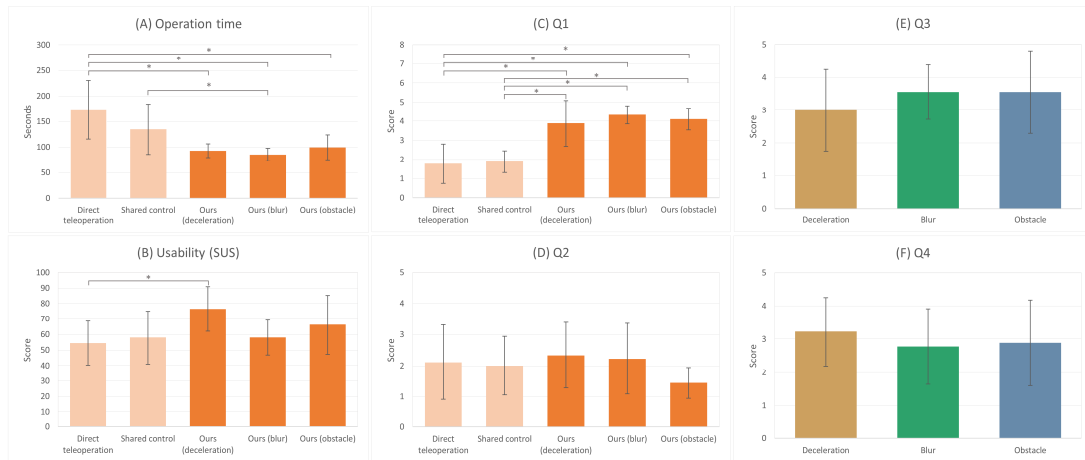 (A) Operation time
300
250
200
150
100
50
0
Seconds
*
*
*
*
Direct teleoperation
Shared control
Ours (deceleration)
Ours (blur)
Ours (obstacle)
(B) Usability (SUS)
100
90
80
70
60
50
40
30
20
10
0
Score
*
Direct teleoperation
Shared control
Ours (deceleration)
Ours (blur)
Ours (obstacle)
(C) Q1
8
7
6
5
4
3
2
1
0
Score
*
*
*
*
*
*
Direct teleoperation
Shared control
Ours (deceleration)
Ours (blur)
Ours (obstacle)
(D) Q2
5
4
3
2
1
0
Score
Direct teleoperation
Shared control
Ours (deceleration)
Ours (blur)
Ours (obstacle)
(E) Q3
5
4
3
2
1
0
Score
Deceleration
Blur
Obstacle
(F) Q4
5
4
3
2
1
0
Score
Deceleration
Blur
Obstacle